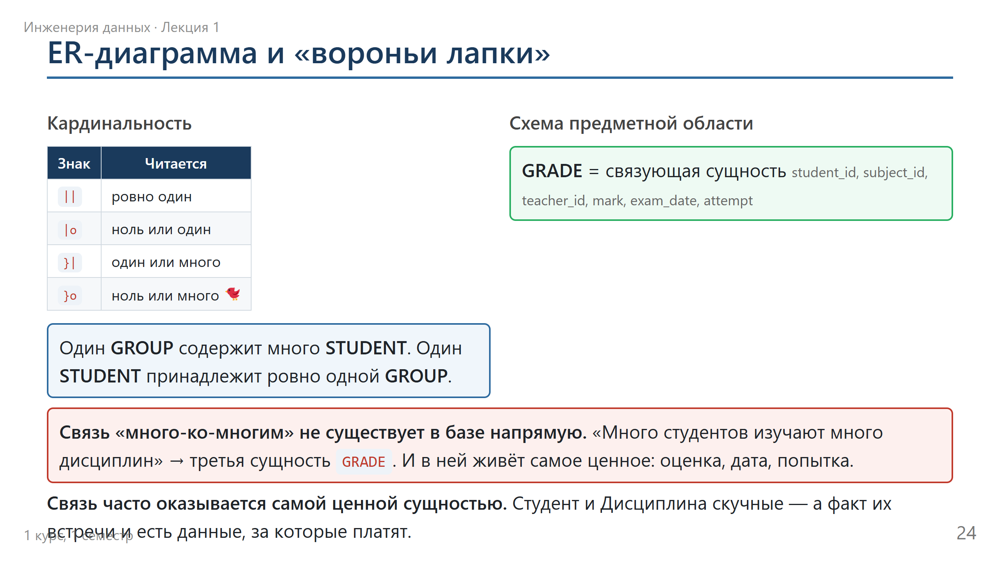 Инженерия данных · Лекция 1
ER-диаграмма и «вороньи лапки»
Кардинальность
Знак Читается
|| ровно один
|o ноль или один
}| один или много
}o ноль или много
Один GROUP содержит много STUDENT. Один
STUDENT принадлежит ровно одной GROUP.
Схема предметной области
GRADE = связующая сущность student_id, subject_id,
teacher_id, mark, exam_date, attempt
Связь «много-ко-многим» не существует в базе напрямую. «Много студентов изучают много
дисциплин» → третья сущность GRADE. И в ней живёт самое ценное: оценка, дата, попытка.
Связь часто оказывается самой ценной сущностью. Студент и Дисциплина скучные — а факт их
встречи и есть данные, за которые платят.
1 курс, 1 семестр
24